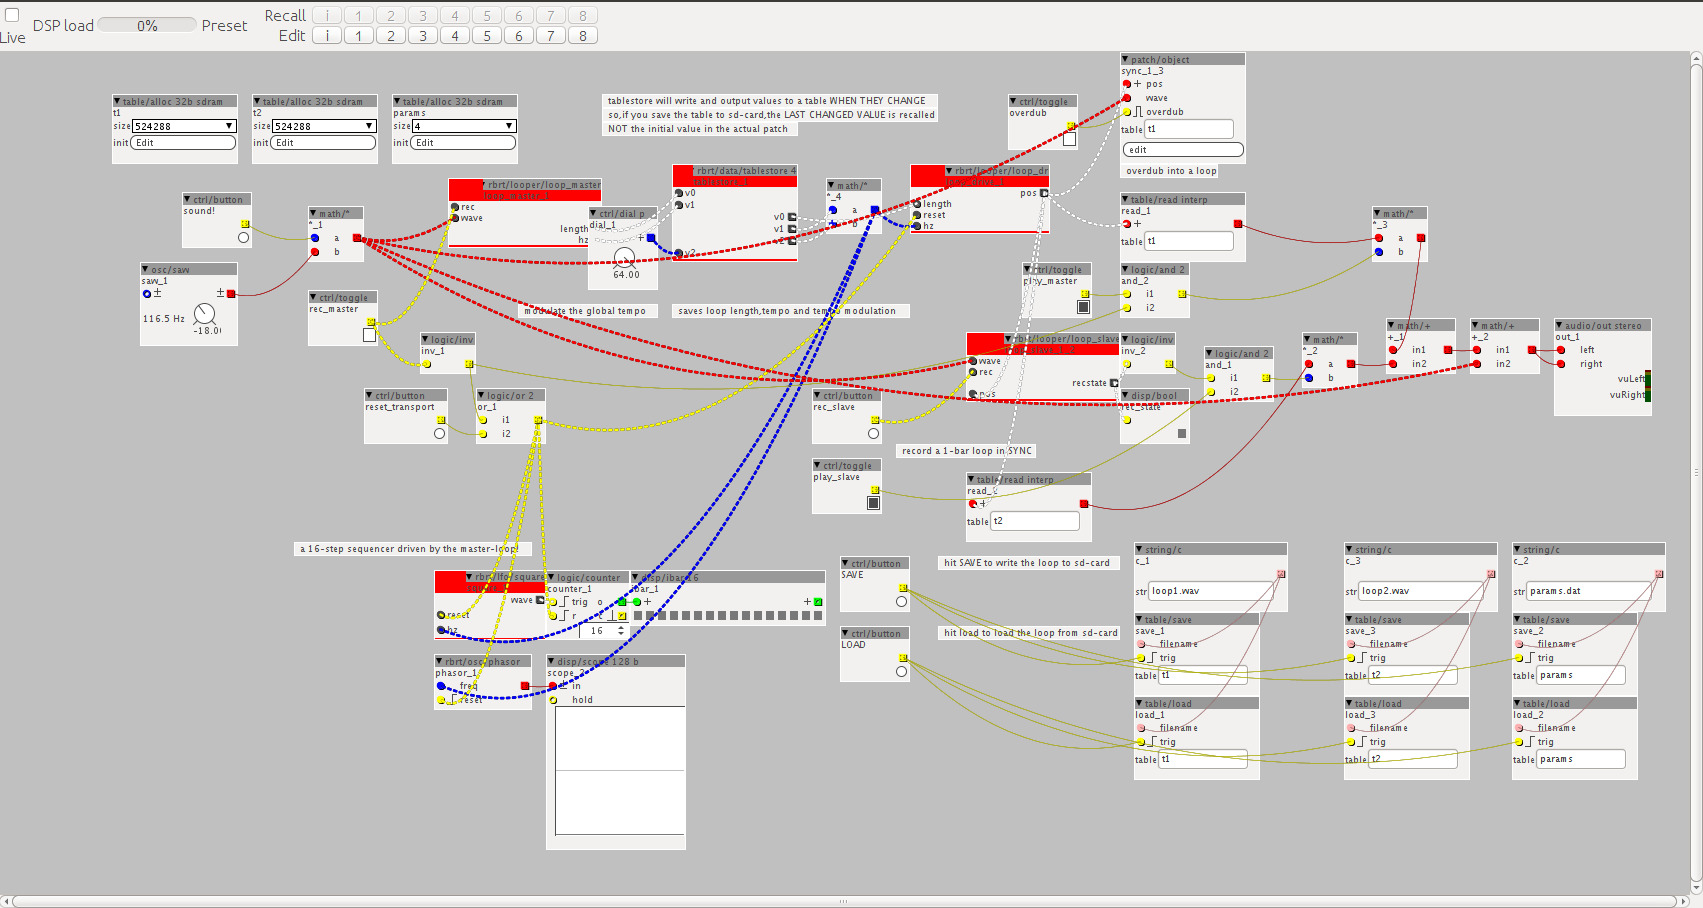 Live
DSP load
0%
Preset
Recall
i 1 2 3 4 5 6 7 8
Edit
i 1 2 3 4 5 6 7 8
table/alloc 32b sdram
t1
size 524288
init Edit
table/alloc 32b sdram
t2
size 524288
init Edit
table/alloc 32b sdram
params
size 4
init Edit
tablestore will write and output values to a table WHEN THEY CHANGE
so,if you save the table to sd-card,the LAST CHANGED VALUE is recalled
NOT the initial value in the actual patch
ctrl/toggle
overdub
patch/object
sync_1_3
pos
wave
overdub
table t1
edit
overdub into a loop
ctrl/button
sound!
math/*
*_1
a
b
osc/saw
saw_1
116.5 Hz
-18.0
ctrl/toggle
rec_master
rbrt/looper/loop_master
loop_master_1
rec
wave
length
hz
ctrl/dial p
dial_1
64.00
rbrt/data/tablestore 4
tablestore_1
v0
v1
v2
v0
v1
v2
math/*
*_4
a
b
rbrt/looper/loop_dr
length
reset
hz
pos
table/read interp
read_1
table t1
math/*
*_3
a
b
ctrl/toggle
play_master
logic/and 2
and_2
i1
i2
modulate the global tempo
saves loop length,tempo and tempo modulation
logic/inv
inv_1
ctrl/button
reset_transport
logic/or 2
or_1
i1
i2
rbrt/looper/loop_slave
wave
rec
pos
recstate
logic/inv
inv_2
disp/bool
rec_state
logic/and 2
and_1
i1
i2
math/*
*_2
a
b
math/+
+_1
in1
in2
math/+
+_2
in1
in2
audio/out stereo
out_1
left
right
vuLeft
vuRight
ctrl/button
rec_slave
record a 1-bar loop in SYNC
ctrl/toggle
play_slave
table/read interp
table t2
a 16-step sequencer driven by the master-loop!
rbrt/lfo/square
wave
reset
hz
logic/counter
counter_1
trig
o
r
c
16
disp/ibar 16
bar_1
rbrt/osc/phasor
phasor_1
freq
reset
disp/scope 128 b
scope_2
in
hold
ctrl/button
SAVE
hit SAVE to write the loop to sd-card
ctrl/button
LOAD
hit load to load the loop from sd-card
string/c
c_1
str loop1.wav
table/save
save_1
filename
trig
table t1
table/load
load_1
filename
trig
table t1
string/c
c_3
str loop2.wav
table/save
save_3
filename
trig
table t2
table/load
load_3
filename
trig
table t2
string/c
c_2
str params.dat
table/save
save_2
filename
trig
table params
table/load
load_2
filename
trig
table params